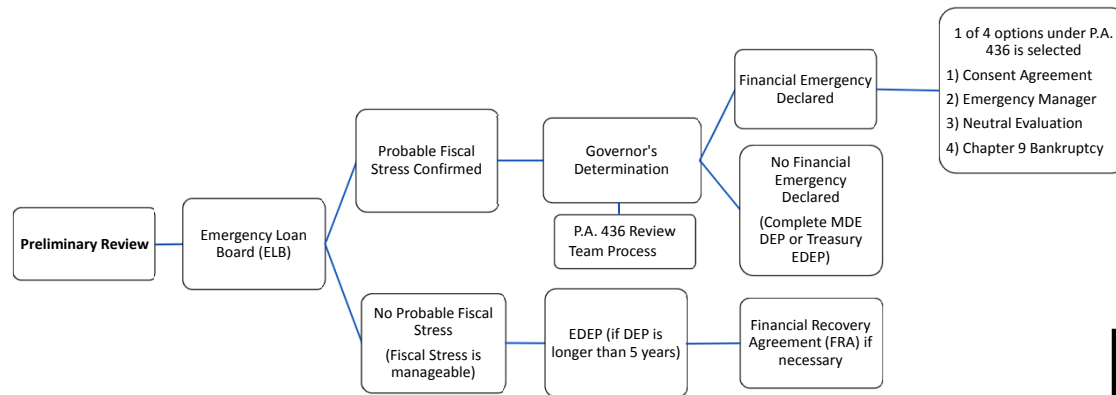 Preliminary Review
Emergency Loan
Board (ELB)
Probable Fiscal
Stress Confirmed
Governor's
Determination
P.A. 436 Review
Team Process
Financial Emergency
Declared
1 of 4 options under P.A.
436 is selected
1) Consent Agreement
2) Emergency Manager
3) Neutral Evaluation
4) Chapter 9 Bankruptcy
No Financial
Emergency
Declared
(Complete MDE
DEP or Treasury
EDEP)
No Probable Fiscal
Stress
(Fiscal Stress is
manageable)
EDEP (if DEP is
longer than 5 years)
Financial Recovery
Agreement (FRA) if
necessary